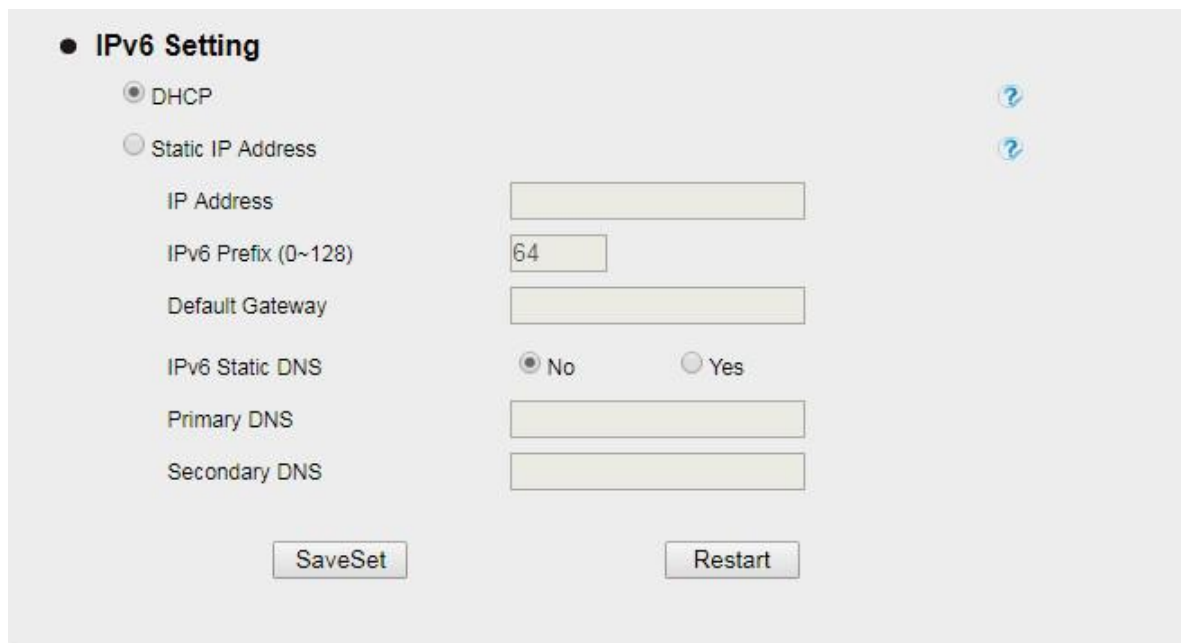 IPv6 Setting
DHCP
Static IP Address
IP Address
IPv6 Prefix (0~128) 64
Default Gateway
IPv6 Static DNS No Yes
Primary DNS
Secondary DNS
SaveSet Restart